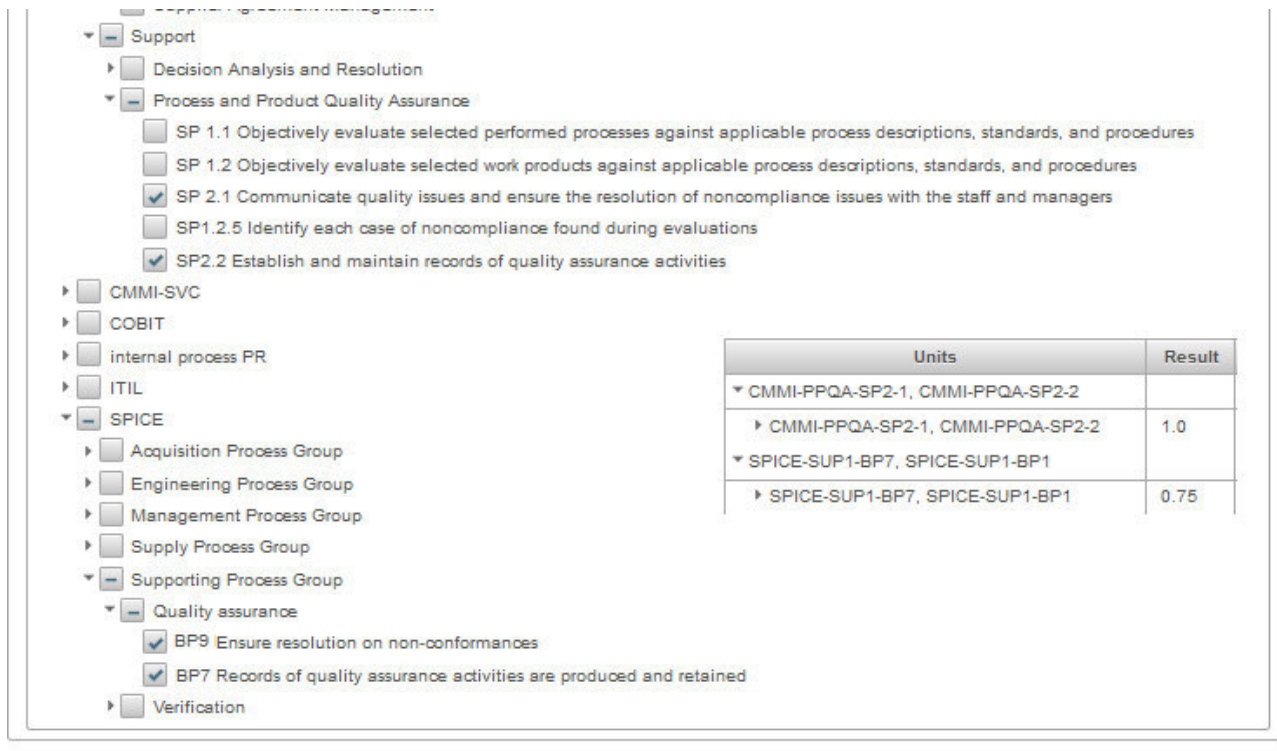 Support
Decision Analysis and Resolution
Process and Product Quality Assurance
SP 1.1 Objectively evaluate selected performed processes against applicable process descriptions, standards, and procedures
SP 1.2 Objectively evaluate selected work products against applicable process descriptions, standards, and procedures
SP 2.1 Communicate quality issues and ensure the resolution of noncompliance issues with the staff and managers
SP1.2.5 Identify each case of noncompliance found during evaluations
SP2.2 Establish and maintain records of quality assurance activities
CMMI-SVC
COBIT
internal process PR
ITIL
SPICE
Acquisition Process Group
Engineering Process Group
Management Process Group
Supply Process Group
Supporting Process Group
Quality assurance
BP9 Ensure resolution on non-conformances
BP7 Records of quality assurance activities are produced and retained
Verification
Units Result
CMMI-PPQA-SP2-1, CMMI-PPQA-SP2-2
CMMI-PPQA-SP2-1, CMMI-PPQA-SP2-2 1.0
SPICE-SUP1-BP7, SPICE-SUP1-BP1
SPICE-SUP1-BP7, SPICE-SUP1-BP1 0.75